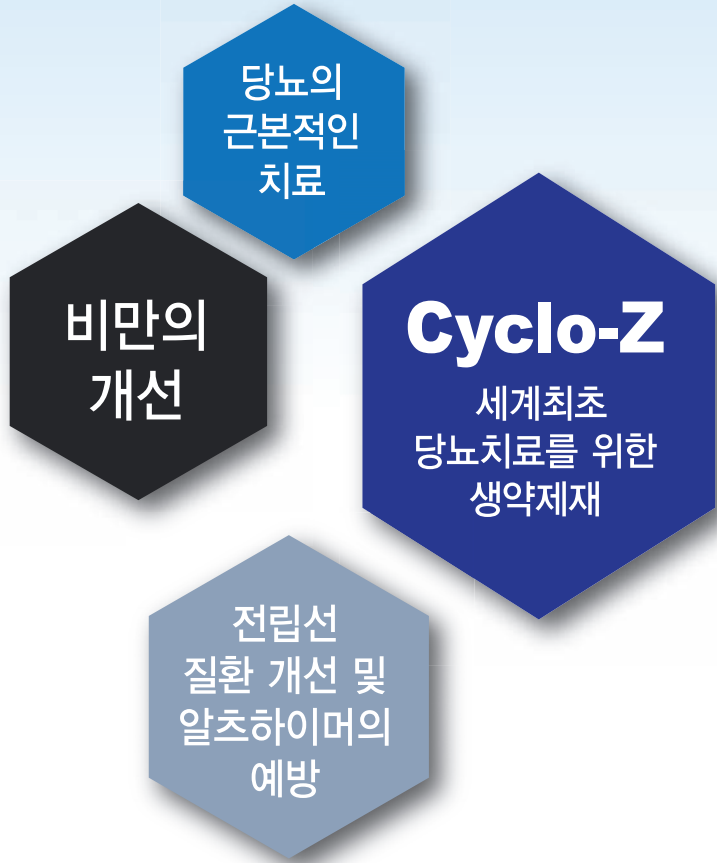 당뇨의
근본적인
치료
비만의
개선
Cyclo-Z
세계최초
당뇨치료를 위한
생약제재
전립선
질환 개선 및
알츠하이머의
예방